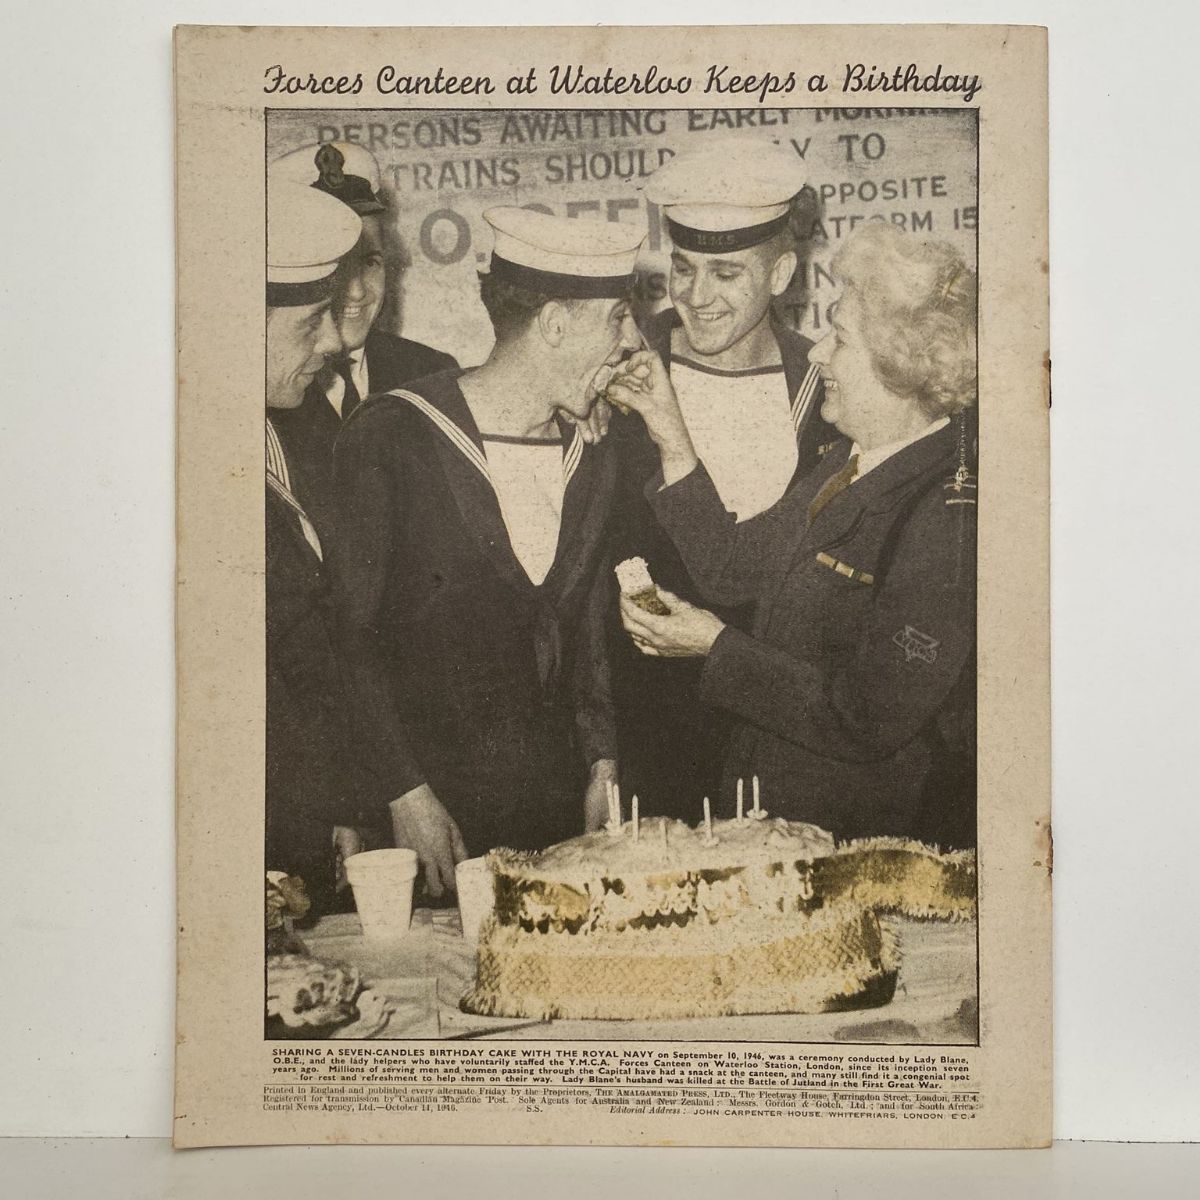 Forces Canteen at Waterloo Keeps a Birthday
PERSONS AWAITING EARLY MORNING
TRAINS SHOULD TO
OPPOSITE
PLATFORM 15
H.M.S.
SHARING A SEVEN-CANDLES BIRTHDAY CAKE WITH THE ROYAL NAVY on September 10, 1946, was a ceremony conducted by Lady Blane,
O.B.E., and the lady helpers who have voluntarily staffed the Y.M.C.A. Forces Canteen on Waterloo Station, London, since its inception seven
years ago. Millions of serving men and women passing through the Capital have had a snack at the canteen, and many still find it a congenial spot
for rest and refreshment to help them on their way. Lady Blane's husband was killed at the Battle of Jutland in the First Great War.
Printed in England and published every alternate Friday by the Proprietors, THE AMALGAMATED PRESS, LTD., The Fleetway House, Farringdon Street, London, E.C.4.
Registered for transmission by Canadian Magazine Post. Sole Agents for Australia and New Zealand: Messrs. Gordon & Gotch, Ltd.; and for South Africa:
Central News Agency, Ltd.—October 11, 1946. S.S. Editorial Address: JOHN CARPENTER HOUSE, WHITEFRIARS, LONDON, E.C.4